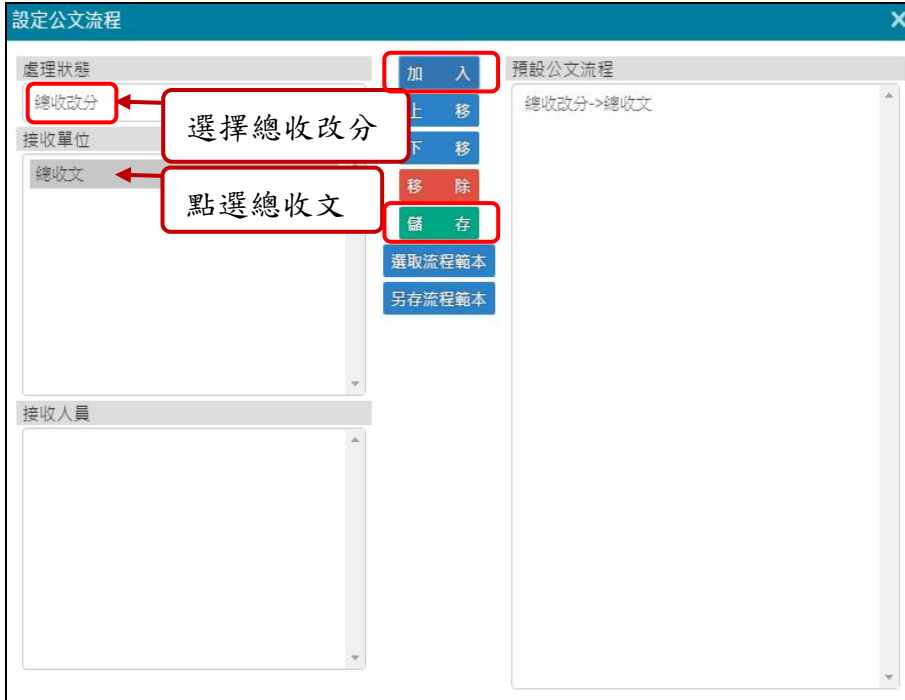 設定公文流程
處理狀態
總收改分
選擇總收改分
接收單位
總收文
點選總收文
接收人員
加 入
上 移
下 移
移 除
儲 存
選取流程範本
另存流程範本
預設公文流程
總收改分->總收文